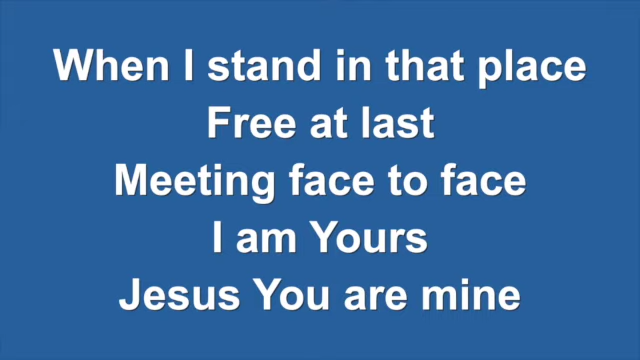 When I stand in that place
Free at last
Meeting face to face
I am Yours
Jesus You are mine